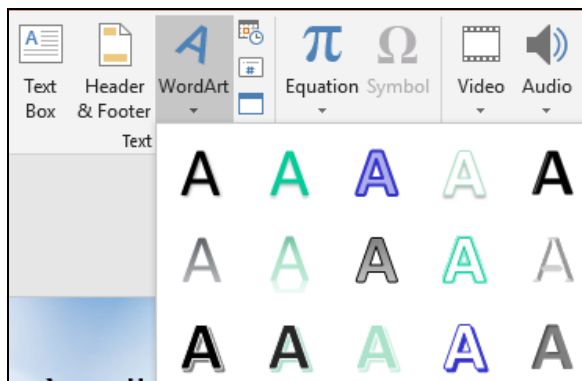 Text Box
Header & Footer
WordArt
#
π Equation
Ω Symbol
Video
Audio
Text
A A A A A
A A A A A
A A A A A